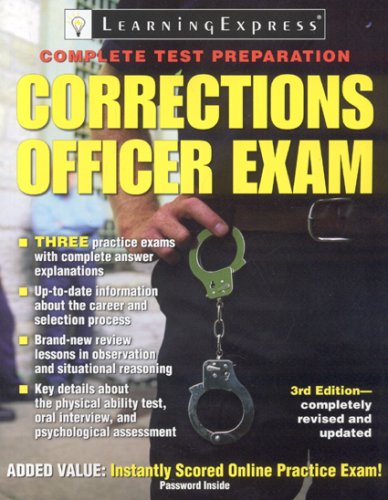 LEARNINGEXPRESS®
COMPLETE TEST PREPARATION
CORRECTIONS
OFFICER EXAM
THREE practice exams
with complete answer
explanations
Up-to-date information
about the career and
selection process
Brand-new review
lessons in observation
and situational reasoning
Key details about
the physical ability test,
oral interview, and
psychological assessment
3rd Edition—
completely
revised and
updated
ADDED VALUE: Instantly Scored Online Practice Exam!
Password Inside